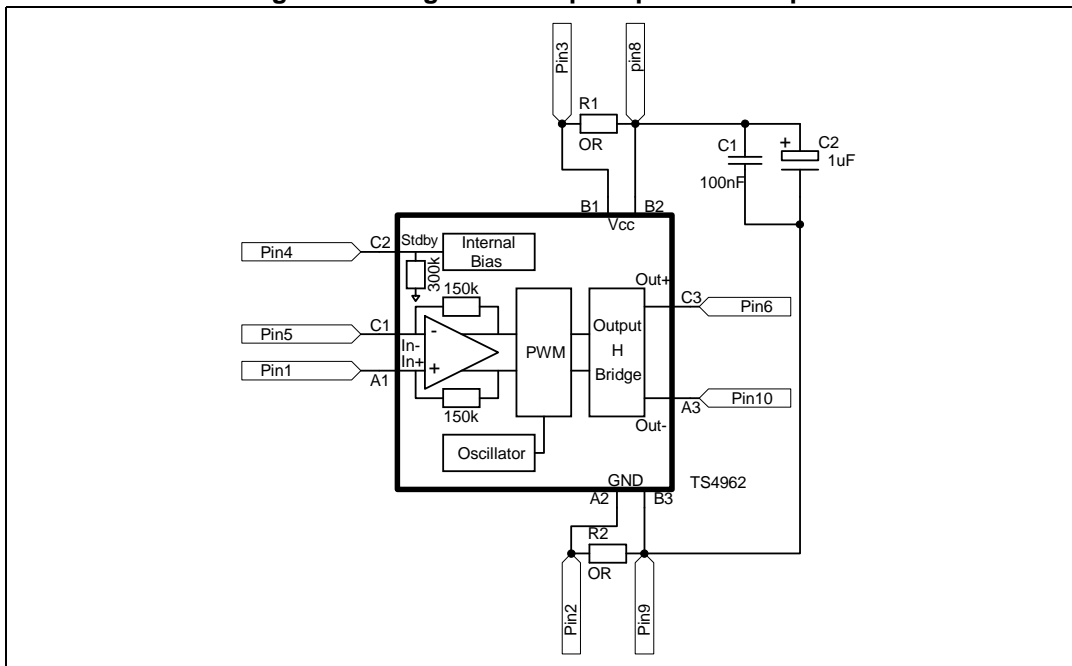 Pin3
pin8
R1
OR
C1
100nF
+
C2
1uF
B1
B2
Vcc
Pin4
C2
Stdby
Internal
Bias
300k
150k
Out+
C3
Pin6
Pin5
C1
-
In-
In+
+
Pin1
A1
PWM
Output
H
Bridge
150k
A3
Pin10
Out-
Oscillator
GND
TS4962
A2
B3
R2
OR
Pin2
Pin9